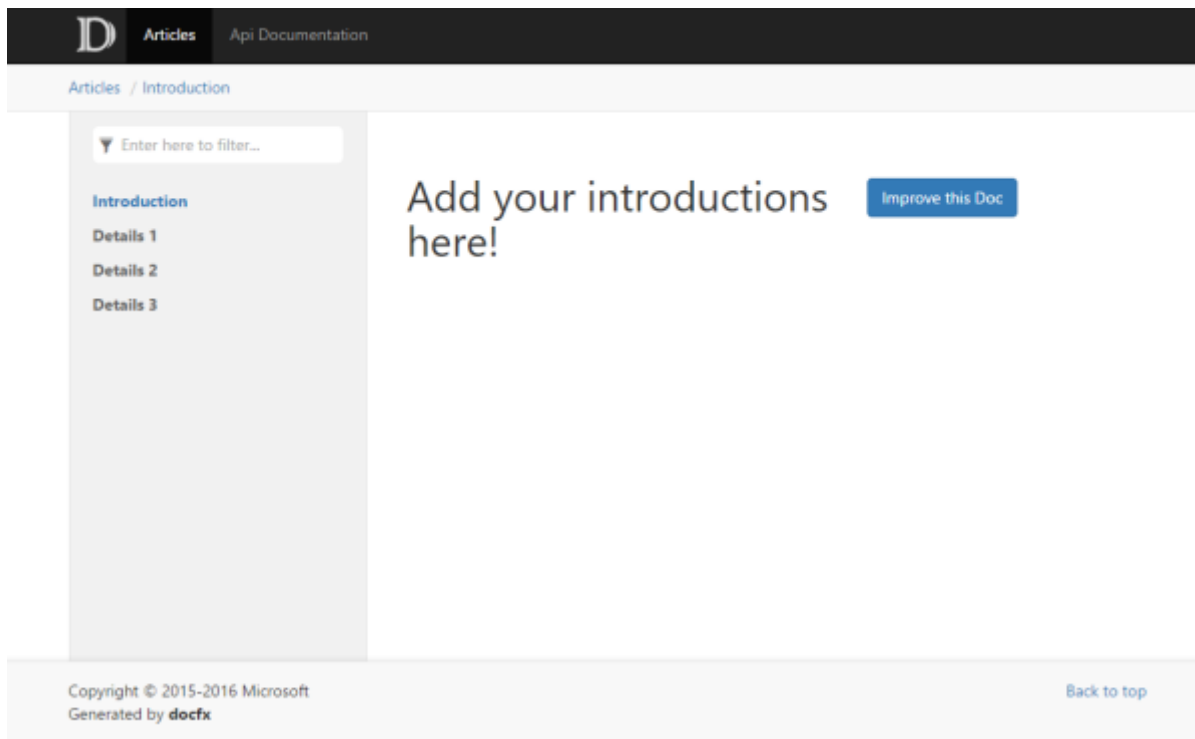 D Articles Api Documentation
Articles / Introduction
Enter here to filter...
Introduction
Details 1
Details 2
Details 3
Add your introductions
here!
Improve this Doc
Copyright © 2015-2016 Microsoft
Generated by docfx
Back to top